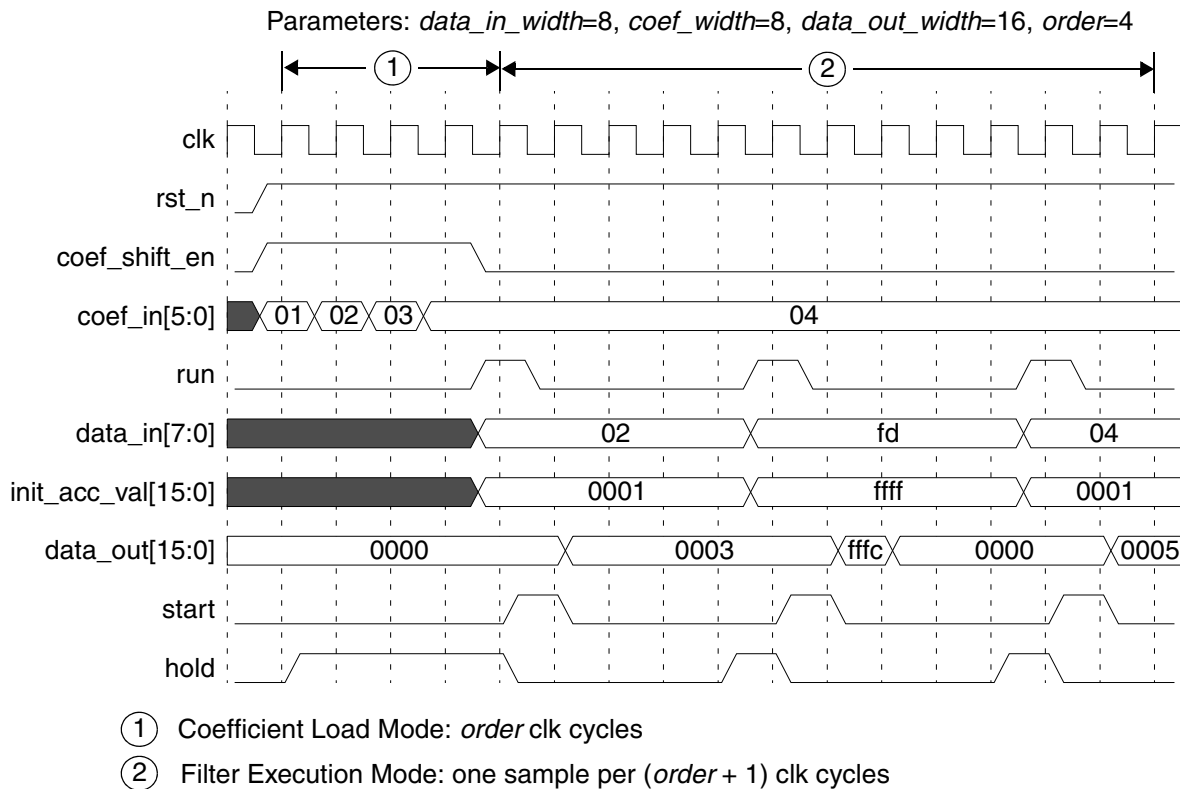 Parameters: data_in_width=8, coef_width=8, data_out_width=16, order=4
1 2
clk
rst_n
coef_shift_en
coef_in[5:0] 01 02 03 04
run
data_in[7:0] 02 fd 04
init_acc_val[15:0] 0001 ffff 0001
data_out[15:0] 0000 0003 fffc 0000 0005
start
hold
1 Coefficient Load Mode: order clk cycles
2 Filter Execution Mode: one sample per (order + 1) clk cycles